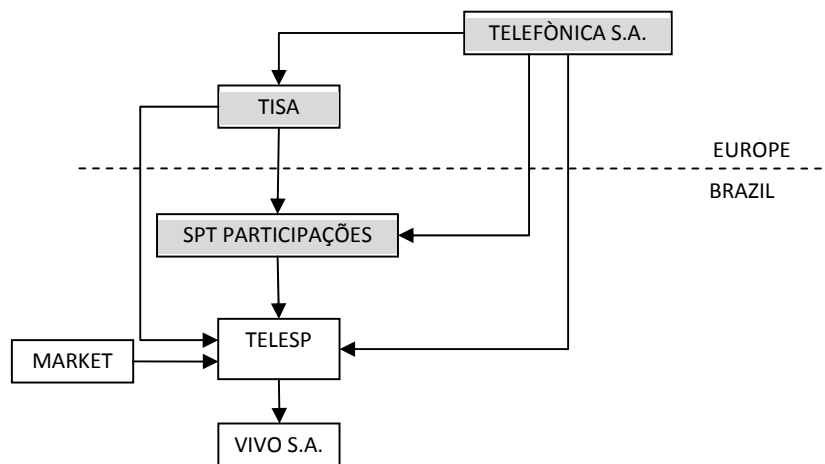 TELEFÒNICA S.A.
TISA
EUROPE
BRAZIL
SPT PARTICIPAÇÕES
TELESP
MARKET
VIVO S.A.